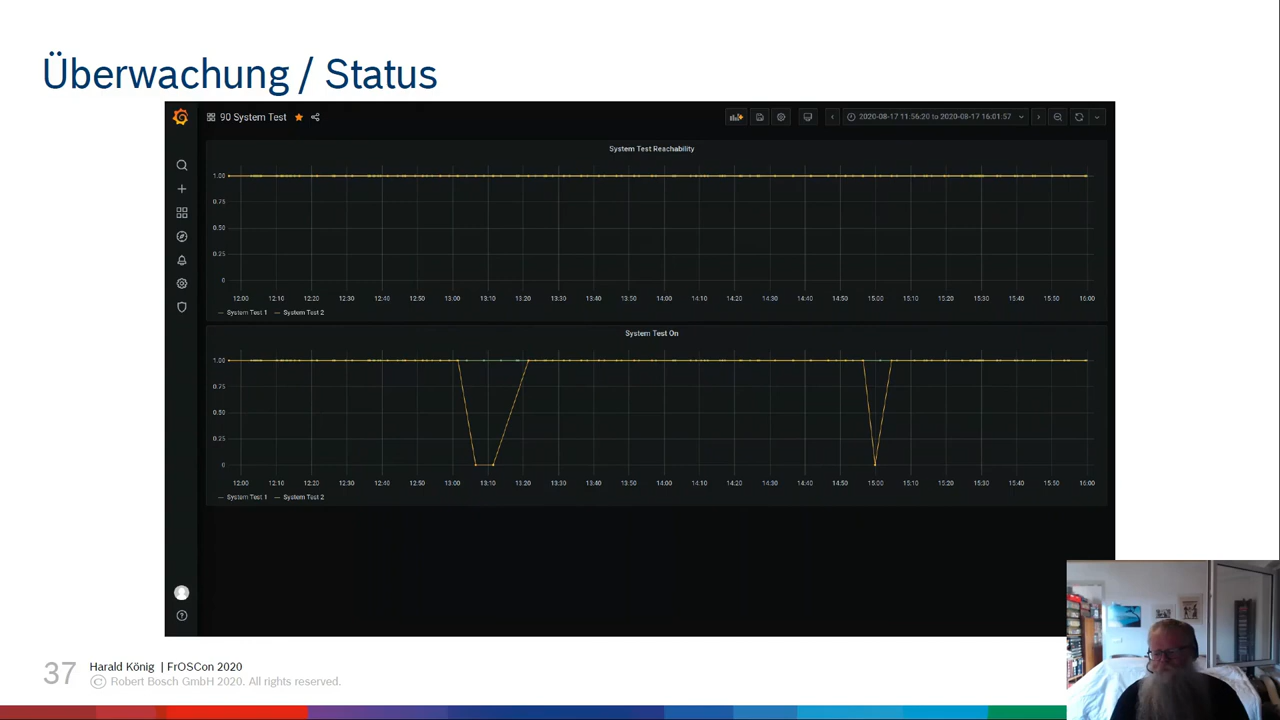 Überwachung / Status
90 System Test
2020-08-17 11:56:20 to 2020-08-17 16:01:57
System Test Reachability
1.00
0.75
0.50
0.25
0
12:00 12:10 12:20 12:30 12:40 12:50 13:00 13:10 13:20 13:30 13:40 13:50 14:00 14:10 14:20 14:30 14:40 14:50 15:00 15:10 15:20 15:30 15:40 15:50 16:00
System Test 1 System Test 2
System Test On
1.00
0.75
0.50
0.25
0
12:00 12:10 12:20 12:30 12:40 12:50 13:00 13:10 13:20 13:30 13:40 13:50 14:00 14:10 14:20 14:30 14:40 14:50 15:00 15:10 15:20 15:30 15:40 15:50 16:00
System Test 1 System Test 2
37
Harald König | FrOSCon 2020
© Robert Bosch GmbH 2020. All rights reserved.